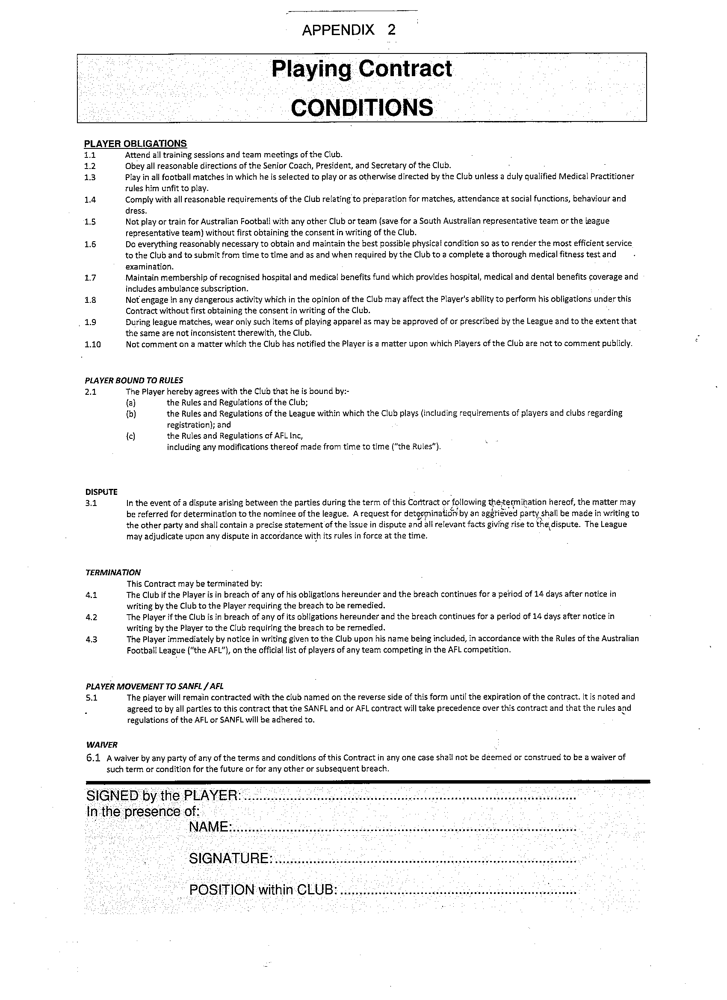 APPENDIX 2
Playing Contract
CONDITIONS
PLAYER OBLIGATIONS
1.1 Attend all training sessions and team meetings of the Club.
1.2 Obey all reasonable directions of the Senior Coach, President, and Secretary of the Club.
1.3 Play in all football matches in which he is selected to play or as otherwise directed by the Club unless a duly qualified Medical Practitioner
rules him unfit to play.
1.4 Comply with all reasonable requirements of the Club relating to preparation for matches, attendance at social functions, behaviour and
dress.
1.5 Not play or train for Australian Football with any other Club or team (save for a South Australian representative team or the league
representative team) without first obtaining the consent in writing of the Club.
1.6 Do everything reasonably necessary to obtain and maintain the best possible physical condition so as to render the most efficient service
to the Club and to submit from time to time and as and when required by the Club to a complete a thorough medical fitness test and
examination.
1.7 Maintain membership of recognised hospital and medical benefits fund which provides hospital, medical and dental benefits coverage and
includes ambulance subscription.
1.8 Not engage in any dangerous activity which in the opinion of the Club may affect the Player's ability to perform his obligations under this
Contract without first obtaining the consent in writing of the Club.
1.9 During league matches, wear only such items of playing apparel as may be approved of or prescribed by the League and to the extent that
the same are not inconsistent therewith, the Club.
1.10 Not comment on a matter which the Club has notified the Player is a matter upon which Players of the Club are not to comment publicly.
PLAYER BOUND TO RULES
2.1 The Player hereby agrees with the Club that he is bound by:-
(a) the Rules and Regulations of the Club;
(b) the Rules and Regulations of the League within which the Club plays (including requirements of players and clubs regarding
registration); and
(c) the Rules and Regulations of AFL Inc,
including any modifications thereof made from time to time ("the Rules").
DISPUTE
3.1 In the event of a dispute arising between the parties during the term of this Contract or following the termination hereof, the matter may
be referred for determination to the nominee of the league. A request for determination by an aggrieved party shall be made in writing to
the other party and shall contain a precise statement of the issue in dispute and all relevant facts giving rise to the dispute. The League
may adjudicate upon any dispute in accordance with its rules in force at the time.
TERMINATION
This Contract may be terminated by:
4.1 The Club if the Player is in breach of any of his obligations hereunder and the breach continues for a period of 14 days after notice in
writing by the Club to the Player requiring the breach to be remedied.
4.2 The Player if the Club is in breach of any of its obligations hereunder and the breach continues for a period of 14 days after notice in
writing by the Player to the Club requiring the breach to be remedied.
4.3 The Player immediately by notice in writing given to the Club upon his name being included, in accordance with the Rules of the Australian
Football League ("the AFL"), on the official list of players of any team competing in the AFL competition.
PLAYER MOVEMENT TO SANFL / AFL
5.1 The player will remain contracted with the club named on the reverse side of this form until the expiration of the contract. It is noted and
agreed to by all parties to this contract that the SANFL and or AFL contract will take precedence over this contract and that the rules and
regulations of the AFL or SANFL will be adhered to.
WAIVER
6.1 A waiver by any party of any of the terms and conditions of this Contract in any one case shall not be deemed or construed to be a waiver of
such term or condition for the future or for any other or subsequent breach.
SIGNED by the PLAYER:..........................................................................
In the presence of:
NAME:..........................................................................
SIGNATURE:..........................................................................
POSITION within CLUB:..........................................................................